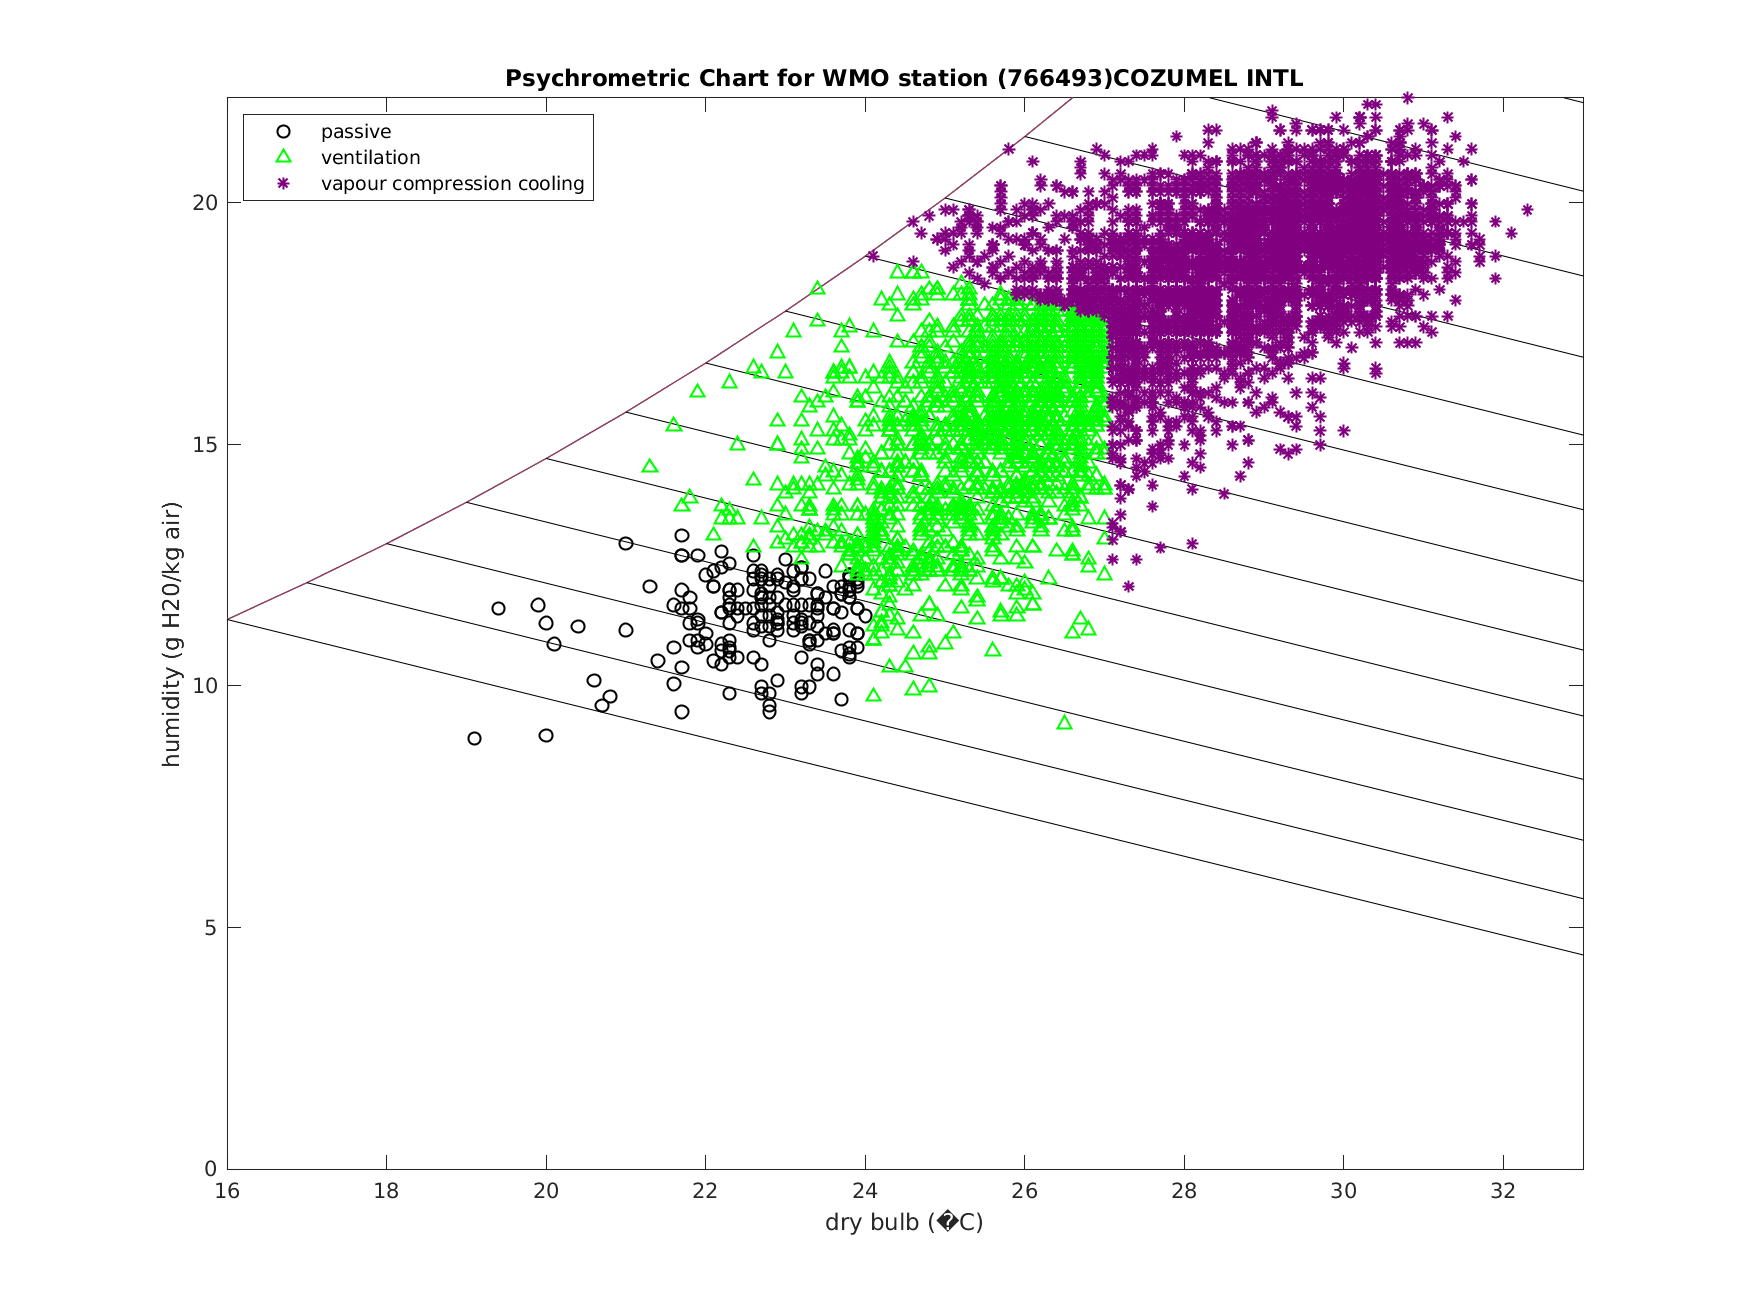 Psychrometric Chart for WMO station (766493)COZUMEL INTL
passive
ventilation
vapour compression cooling
20
15
10
5
0
humidity (g H20/kg air)
16 18 20 22 24 26 28 30 32
dry bulb (�C)